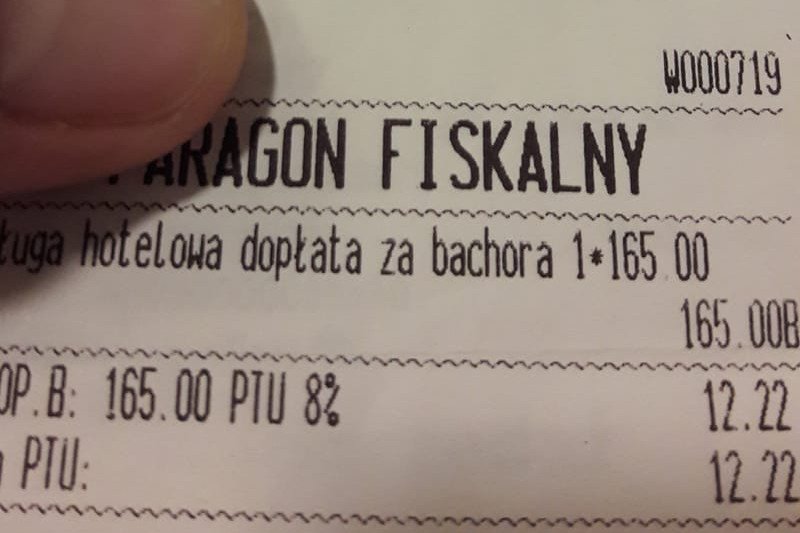 W000719
PARAGON FISKALNY
ługa hotelowa dopłata za bachora 1*165.00
165.00B
OP.B: 165.00 PTU 8% 12.22
PTU: 12.22